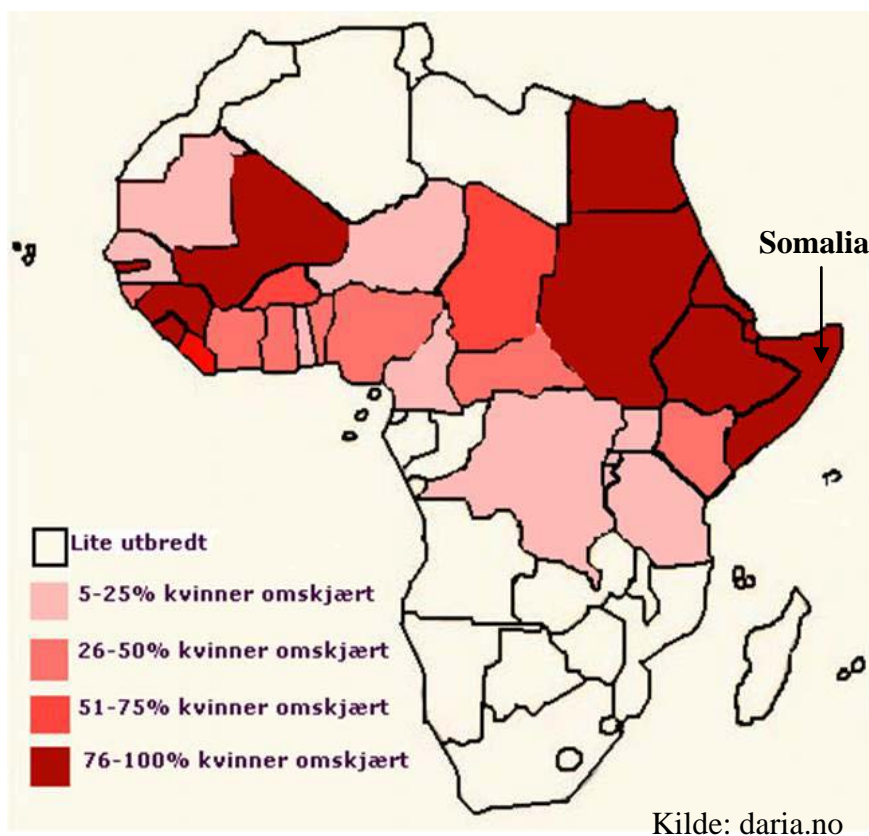 Somalia
Lite utbredt
5-25% kvinner omskjært
26-50% kvinner omskjært
51-75% kvinner omskjært
76-100% kvinner omskjært
Kilde: daria.no